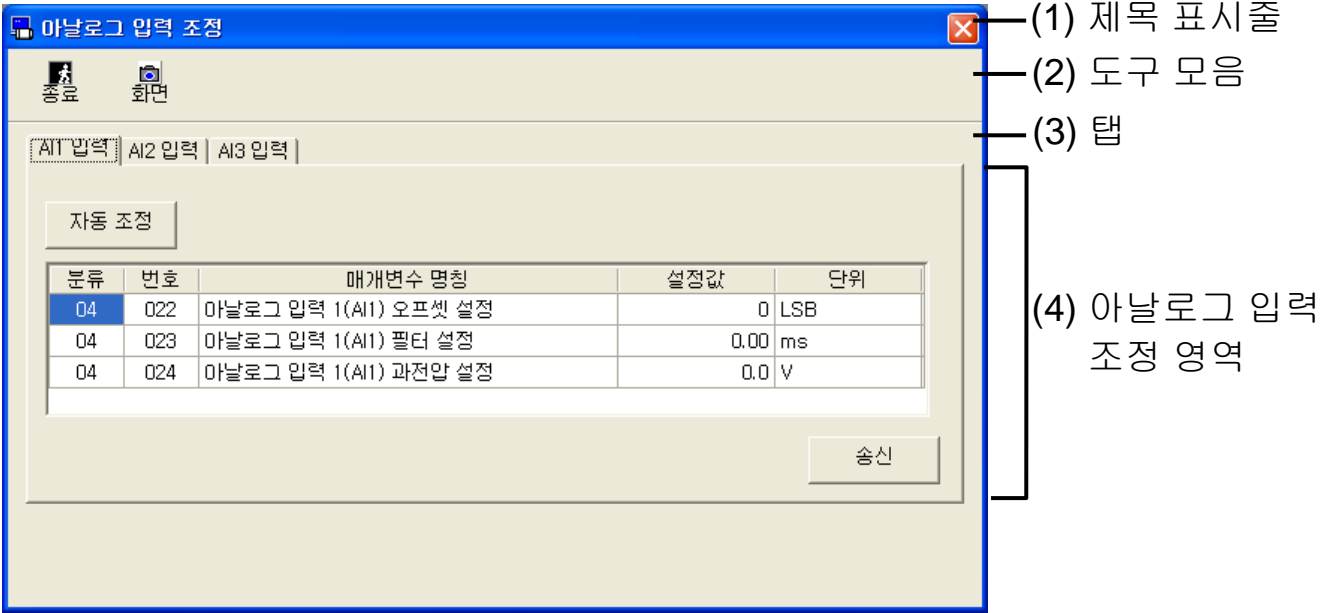 아날로그 입력 조정
(1) 제목 표시줄
종료 화면
(2) 도구 모음
(3) 탭
AI1 입력 AI2 입력 AI3 입력
자동 조정
분류 번호 매개변수 명칭 설정값 단위
04 022 아날로그 입력 1(AI1) 오프셋 설정 0 LSB
04 023 아날로그 입력 1(AI1) 필터 설정 0.00 ms
04 024 아날로그 입력 1(AI1) 과전압 설정 0.0 V
(4) 아날로그 입력
조정 영역
송신